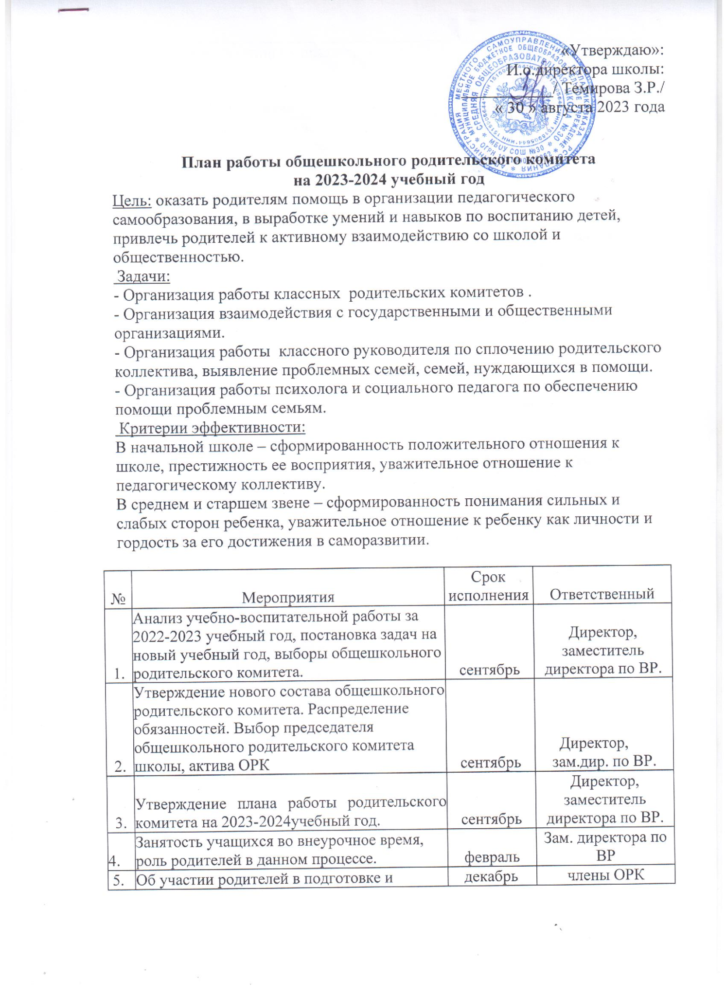 «Утверждаю»:
И.о.директора школы:
\ Темирова З.Р./
« 30 » августа 2023 года
План работы общешкольного родительского комитета
на 2023-2024 учебный год
Цель: оказать родителям помощь в организации педагогического
самообразования, в выработке умений и навыков по воспитанию детей,
привлечь родителей к активному взаимодействию со школой и
общественностью.
Задачи:
- Организация работы классных родительских комитетов .
- Организация взаимодействия с государственными и общественными
организациями.
- Организация работы классного руководителя по сплочению родительского
коллектива, выявление проблемных семей, семей, нуждающихся в помощи.
- Организация работы психолога и социального педагога по обеспечению
помощи проблемным семьям.
Критерии эффективности:
В начальной школе – сформированность положительного отношения к
школе, престижность ее восприятия, уважительное отношение к
педагогическому коллективу.
В среднем и старшем звене – сформированность понимания сильных и
слабых сторон ребенка, уважительное отношение к ребенку как личности и
гордость за его достижения в саморазвитии.
№ Мероприятия Срок исполнения Ответственный
1. Анализ учебно-воспитательной работы за
2022-2023 учебный год, постановка задач на
новый учебный год, выборы общешкольного
родительского комитета.
сентябрь
Директор,
заместитель
директора по ВР.
2. Утверждение нового состава общешкольного
родительского комитета. Распределение
обязанностей. Выбор председателя
общешкольного родительского комитета
школы, актива ОРК
сентябрь
Директор,
зам.дир. по ВР.
3. Утверждение плана работы родительского
комитета на 2023-2024учебный год.
сентябрь
Директор,
заместитель
директора по ВР.
4. Занятость учащихся во внеурочное время,
роль родителей в данном процессе.
февраль
Зам. директора по
ВР
5. Об участии родителей в подготовке и
декабрь
члены ОРК
МЕСТНОГО САМОУПРАВЛЕНИЯ
МУНИЦИПАЛЬНОЕ БЮДЖЕТНОЕ
СРЕДНЯЯ ОБЩЕОБРАЗОВАТЕЛЬНАЯ ШКОЛА №30
МБОУ СОШ №30